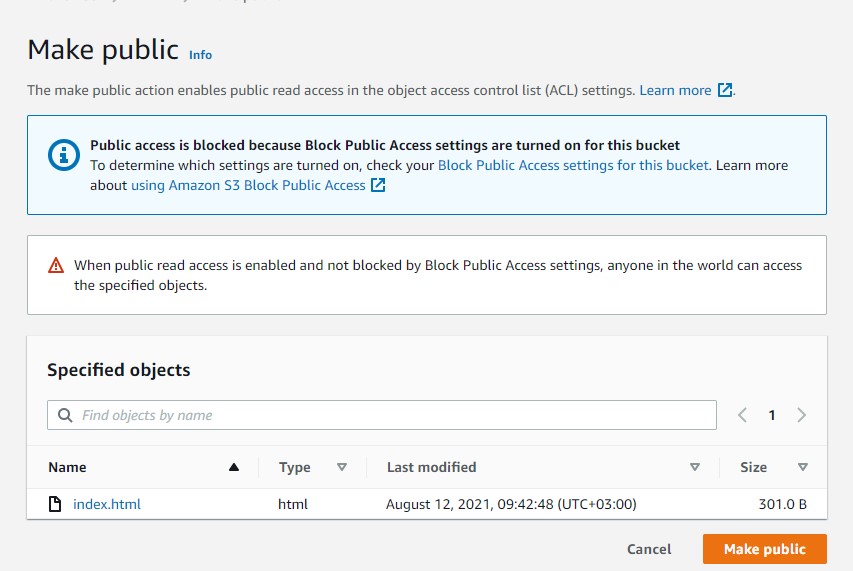 Make public Info
The make public action enables public read access in the object access control list (ACL) settings. Learn more.
Public access is blocked because Block Public Access settings are turned on for this bucket
To determine which settings are turned on, check your Block Public Access settings for this bucket. Learn more
about using Amazon S3 Block Public Access
When public read access is enabled and not blocked by Block Public Access settings, anyone in the world can access
the specified objects.
Specified objects
Find objects by name
1
Name Type Last modified Size
index.html html August 12, 2021, 09:42:48 (UTC+03:00) 301.0 B
Cancel Make public